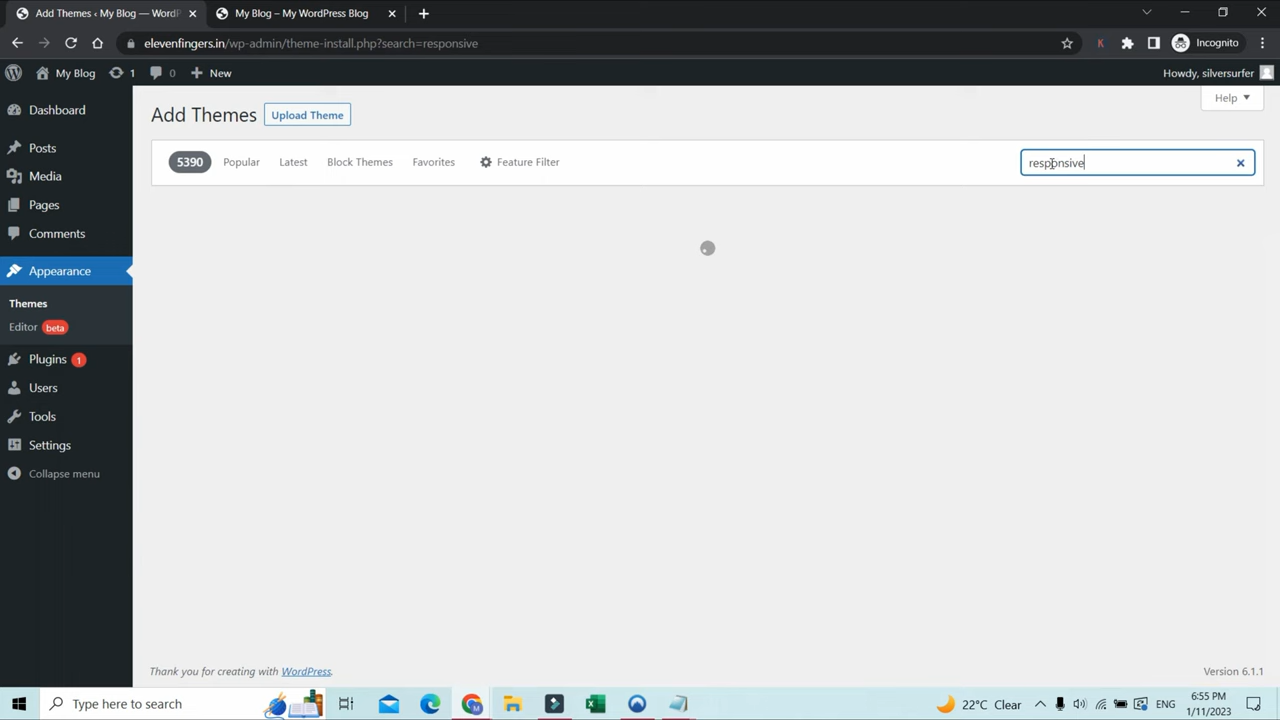 Add Themes ‹ My Blog — WordP
My Blog – My WordPress Blog
elevenfingers.in/wp-admin/theme-install.php?search=responsive
Incognito
My Blog
1
0
New
Howdy, silversurfer
Dashboard
Posts
Media
Pages
Comments
Appearance
Themes
Editor beta
Plugins 1
Users
Tools
Settings
Collapse menu
Add Themes
Upload Theme
Help
5390
Popular
Latest
Block Themes
Favorites
Feature Filter
responsive
Thank you for creating with WordPress.
Version 6.1.1
Type here to search
22°C Clear
ENG
6:55 PM
1/11/2023